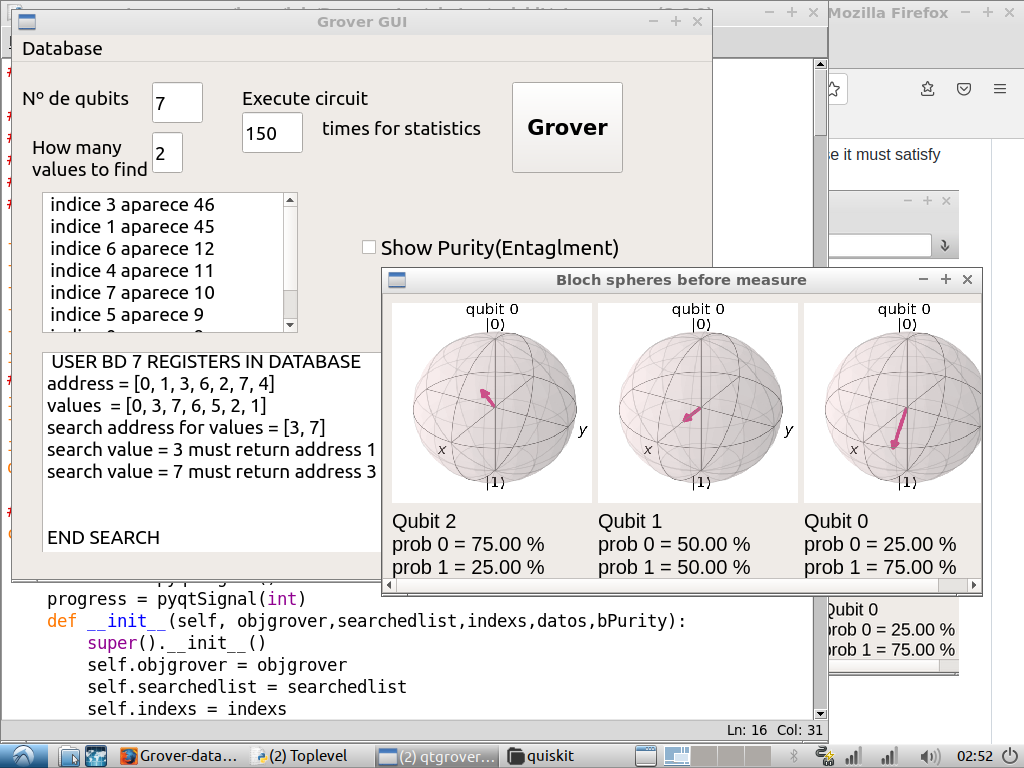 Grover GUI
Mozilla Firefox
Database
Nº de qubits
7
Execute circuit
150
times for statistics
Grover
How many
values to find
2
se it must satisfy
indice 3 aparece 46
indice 1 aparece 45
indice 6 aparece 12
indice 4 aparece 11
indice 7 aparece 10
indice 5 aparece 9
Show Purity(Entaglment)
USER BD 7 REGISTERS IN DATABASE
address = [0, 1, 3, 6, 2, 7, 4]
values = [0, 3, 7, 6, 5, 2, 1]
search address for values = [3, 7]
search value = 3 must return address 1
search value = 7 must return address 3
END SEARCH
Bloch spheres before measure
qubit 0
|0⟩
x
y
|1⟩
Qubit 2
prob 0 = 75.00 %
prob 1 = 25.00 %
qubit 0
|0⟩
x
y
|1⟩
Qubit 1
prob 0 = 50.00 %
prob 1 = 50.00 %
qubit 0
|0⟩
x
|1⟩
Qubit 0
prob 0 = 25.00 %
prob 1 = 75.00 %
progress = pyqtSignal(int)
def __init__(self, objgrover,searchedlist,indexs,datos,bPurity):
super().__init__()
self.objgrover = objgrover
self.searchedlist = searchedlist
self.indexs = indexs
Qubit 0
prob 0 = 25.00 %
prob 1 = 75.00 %
Ln: 16 Col: 31
Grover-data...
(2) Toplevel
(2) qtgrover...
quiskit
02:52